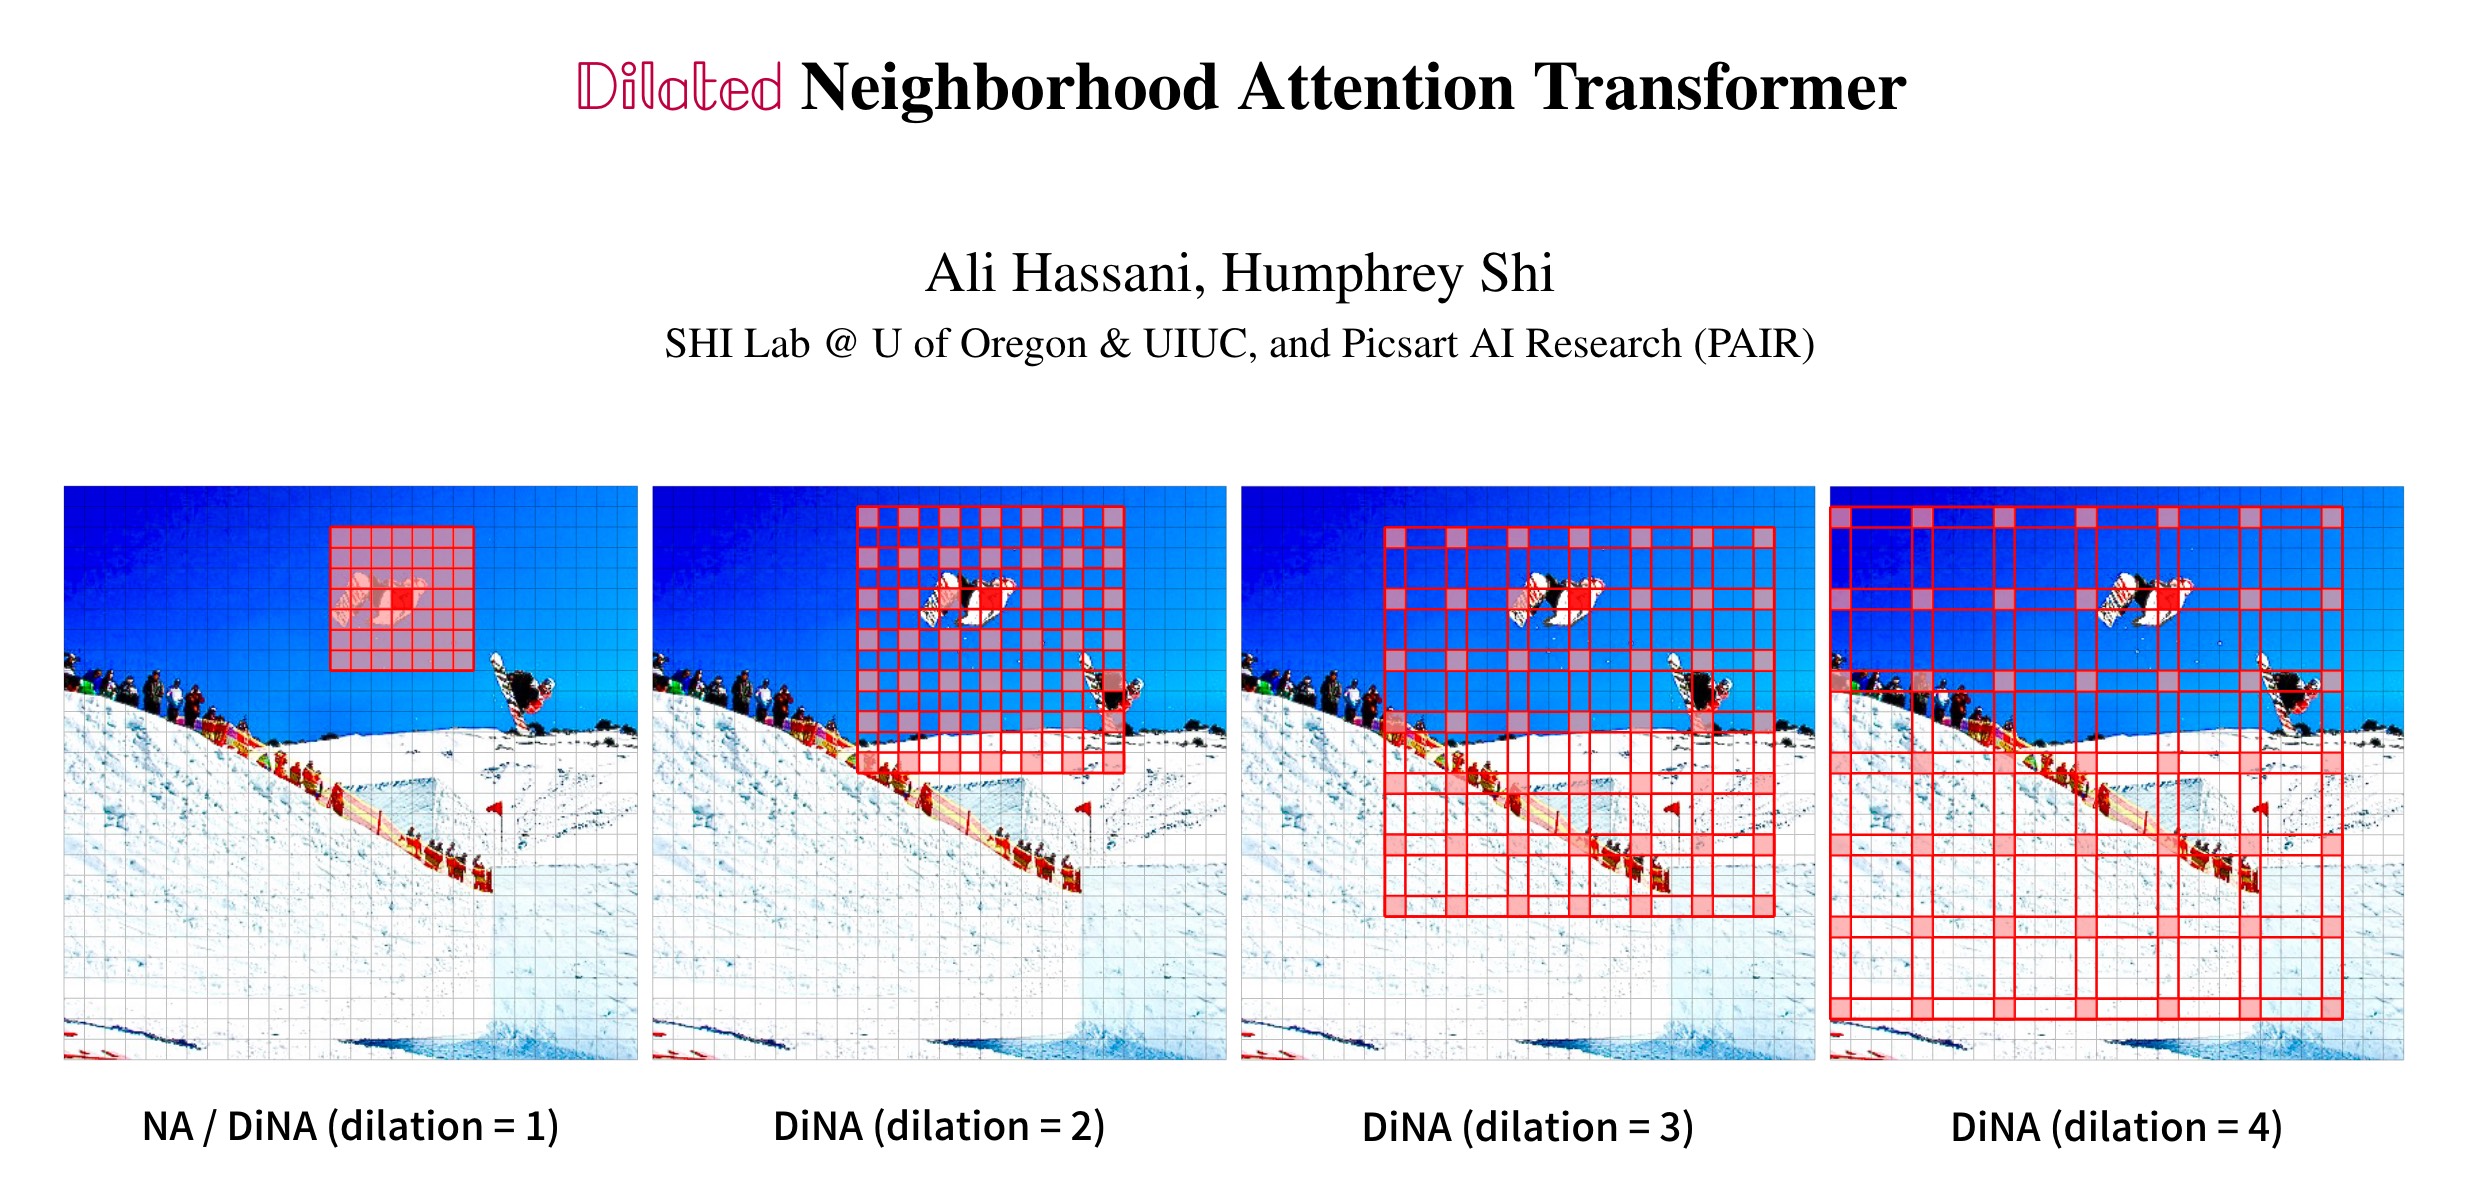 Dilated Neighborhood Attention Transformer
Ali Hassani, Humphrey Shi
SHI Lab @ U of Oregon & UIUC, and Picsart AI Research (PAIR)
NA / DiNA (dilation = 1)
DiNA (dilation = 2)
DiNA (dilation = 3)
DiNA (dilation = 4)